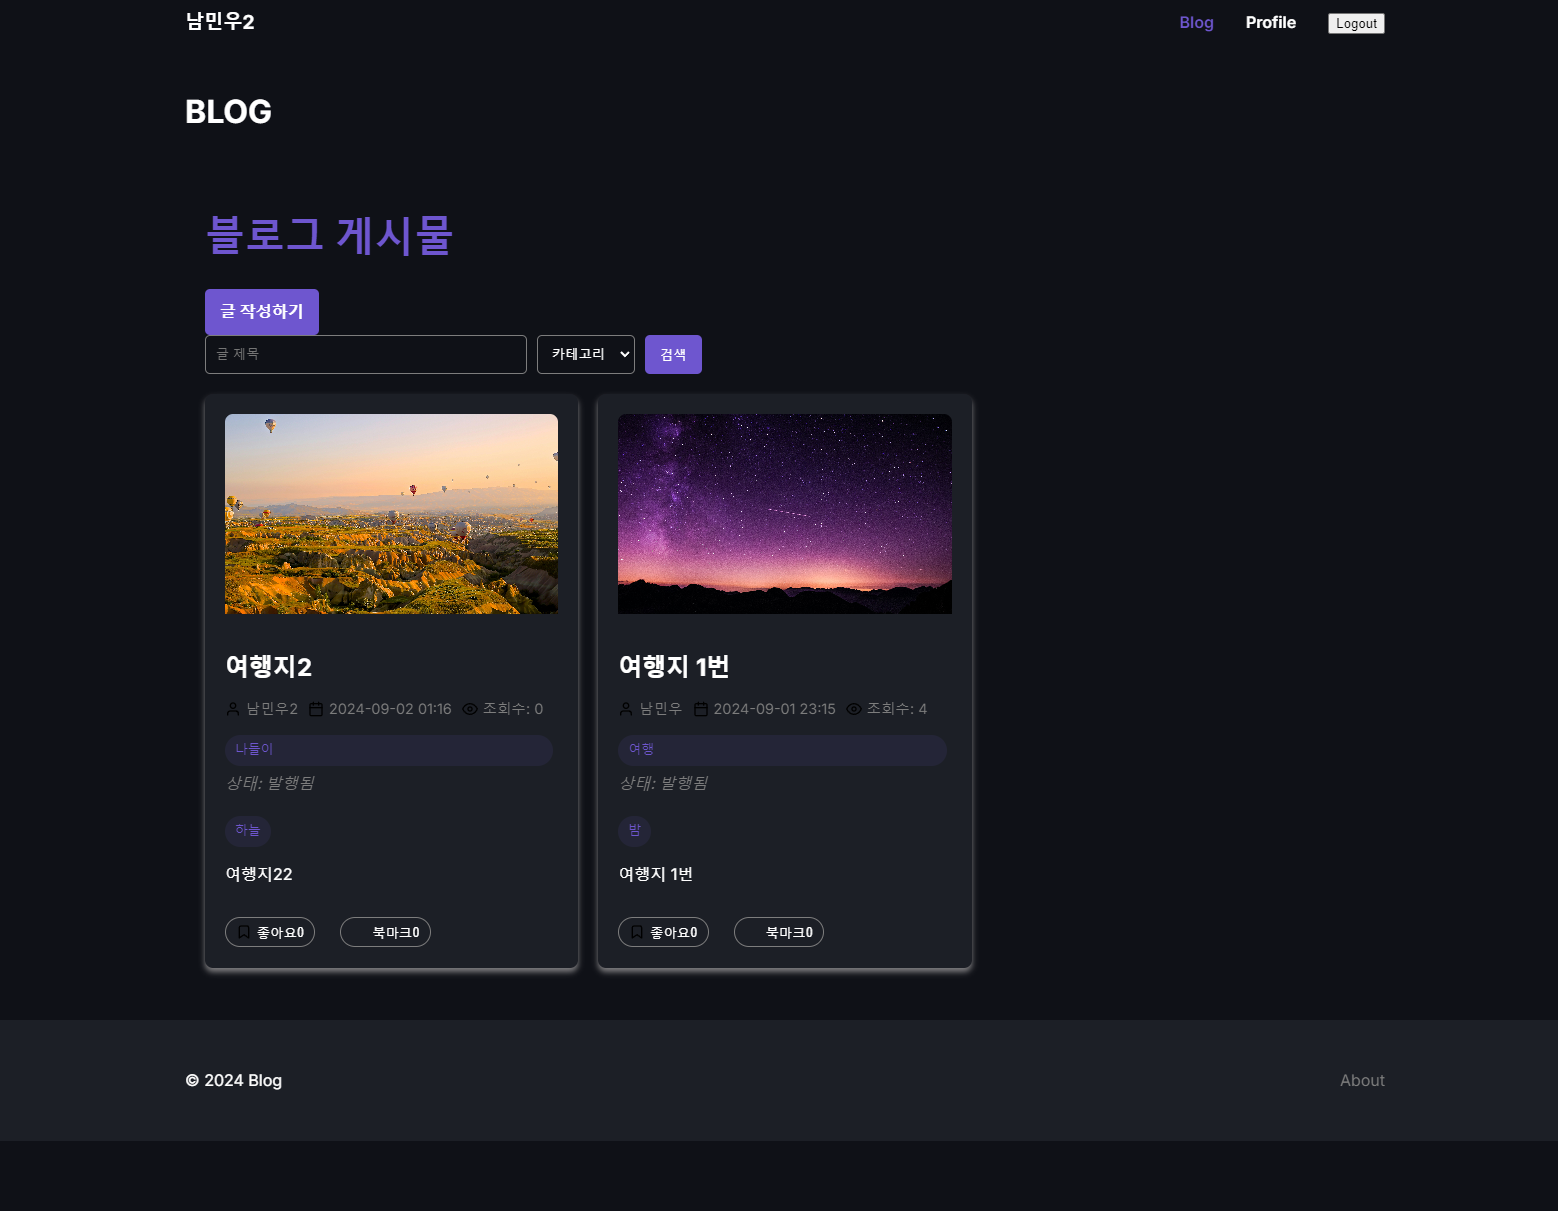 남민우2
Blog Profile Logout
BLOG
블로그 게시물
글 작성하기
글 제목 카테고리 검색
여행지2
남민우2 2024-09-02 01:16 조회수: 0
나들이
상태: 발행됨
하늘
여행지22
좋아요0 북마크0
여행지 1번
남민우 2024-09-01 23:15 조회수: 4
여행
상태: 발행됨
밤
여행지 1번
좋아요0 북마크0
© 2024 Blog
About